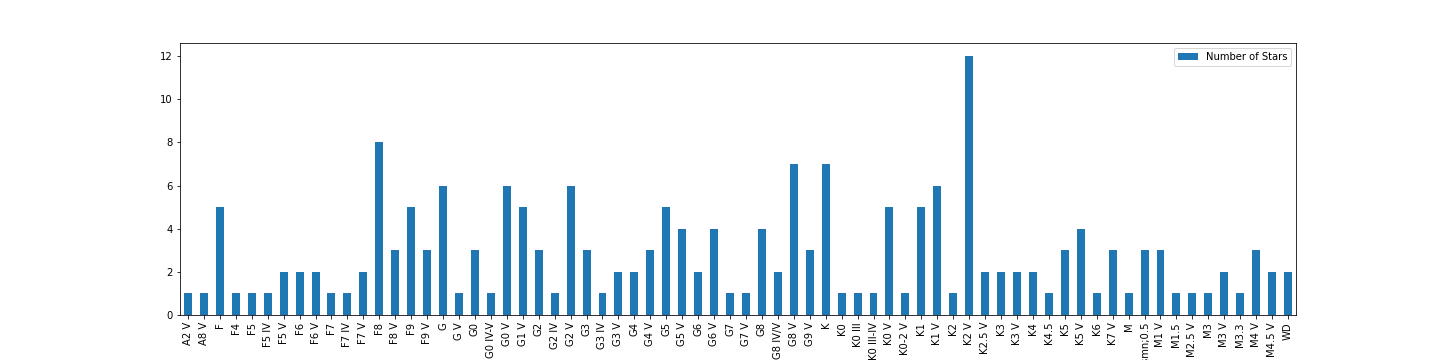 Number of Stars
12
10
8
6
4
2
0
A2 V
A8 V
F
F4
F5
F5 IV
F5 V
F6
F6 V
F7
F7 IV
F7 V
F8
F8 V
F9
F9 V
G
G V
G0
G0 IV-V
G0 V
G1 V
G2
G2 IV
G2 V
G3
G3 IV
G3 V
G4
G4 V
G5
G5 V
G6
G6 V
G7
G7 V
G8
G8 IV/V
G8 V
G9 V
K
K0
K0 III
K0 III-IV
K0 V
K0-2 V
K1
K1 V
K2
K2 V
K2.5 V
K3
K3 V
K4
K4.5
K5
K5 V
K6
K7 V
M
mn;0.5
M1 V
M1.5
M2.5 V
M3
M3 V
M3.3
M4 V
M4.5 V
WD